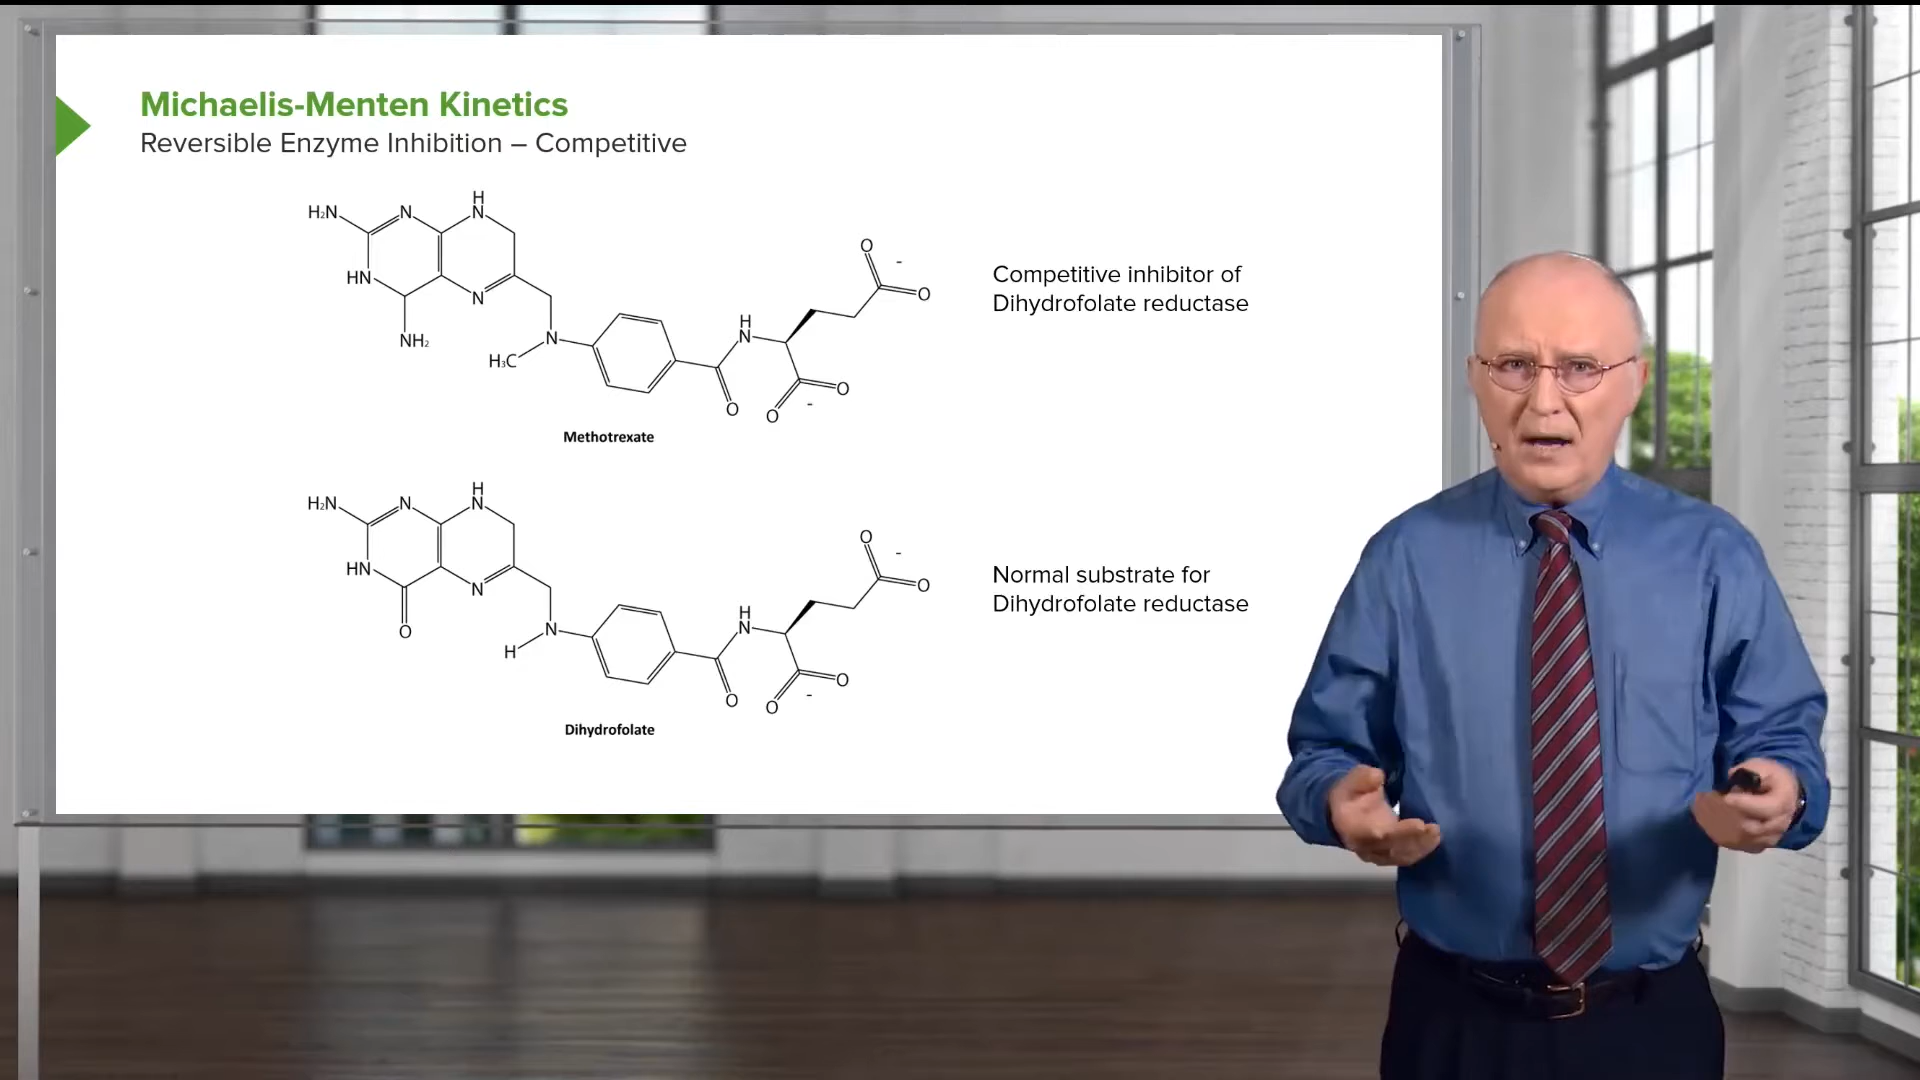 Michaelis-Menten Kinetics
Reversible Enzyme Inhibition – Competitive
H
H₂N N N
HN
N
NH₂
N
H₃C
H
N
O
O
-
O
O
O
-
Methotrexate
Competitive inhibitor of
Dihydrofolate reductase
H
H₂N N N
HN
N
O
N
H
H
N
O
O
-
O
O
O
-
Dihydrofolate
Normal substrate for
Dihydrofolate reductase